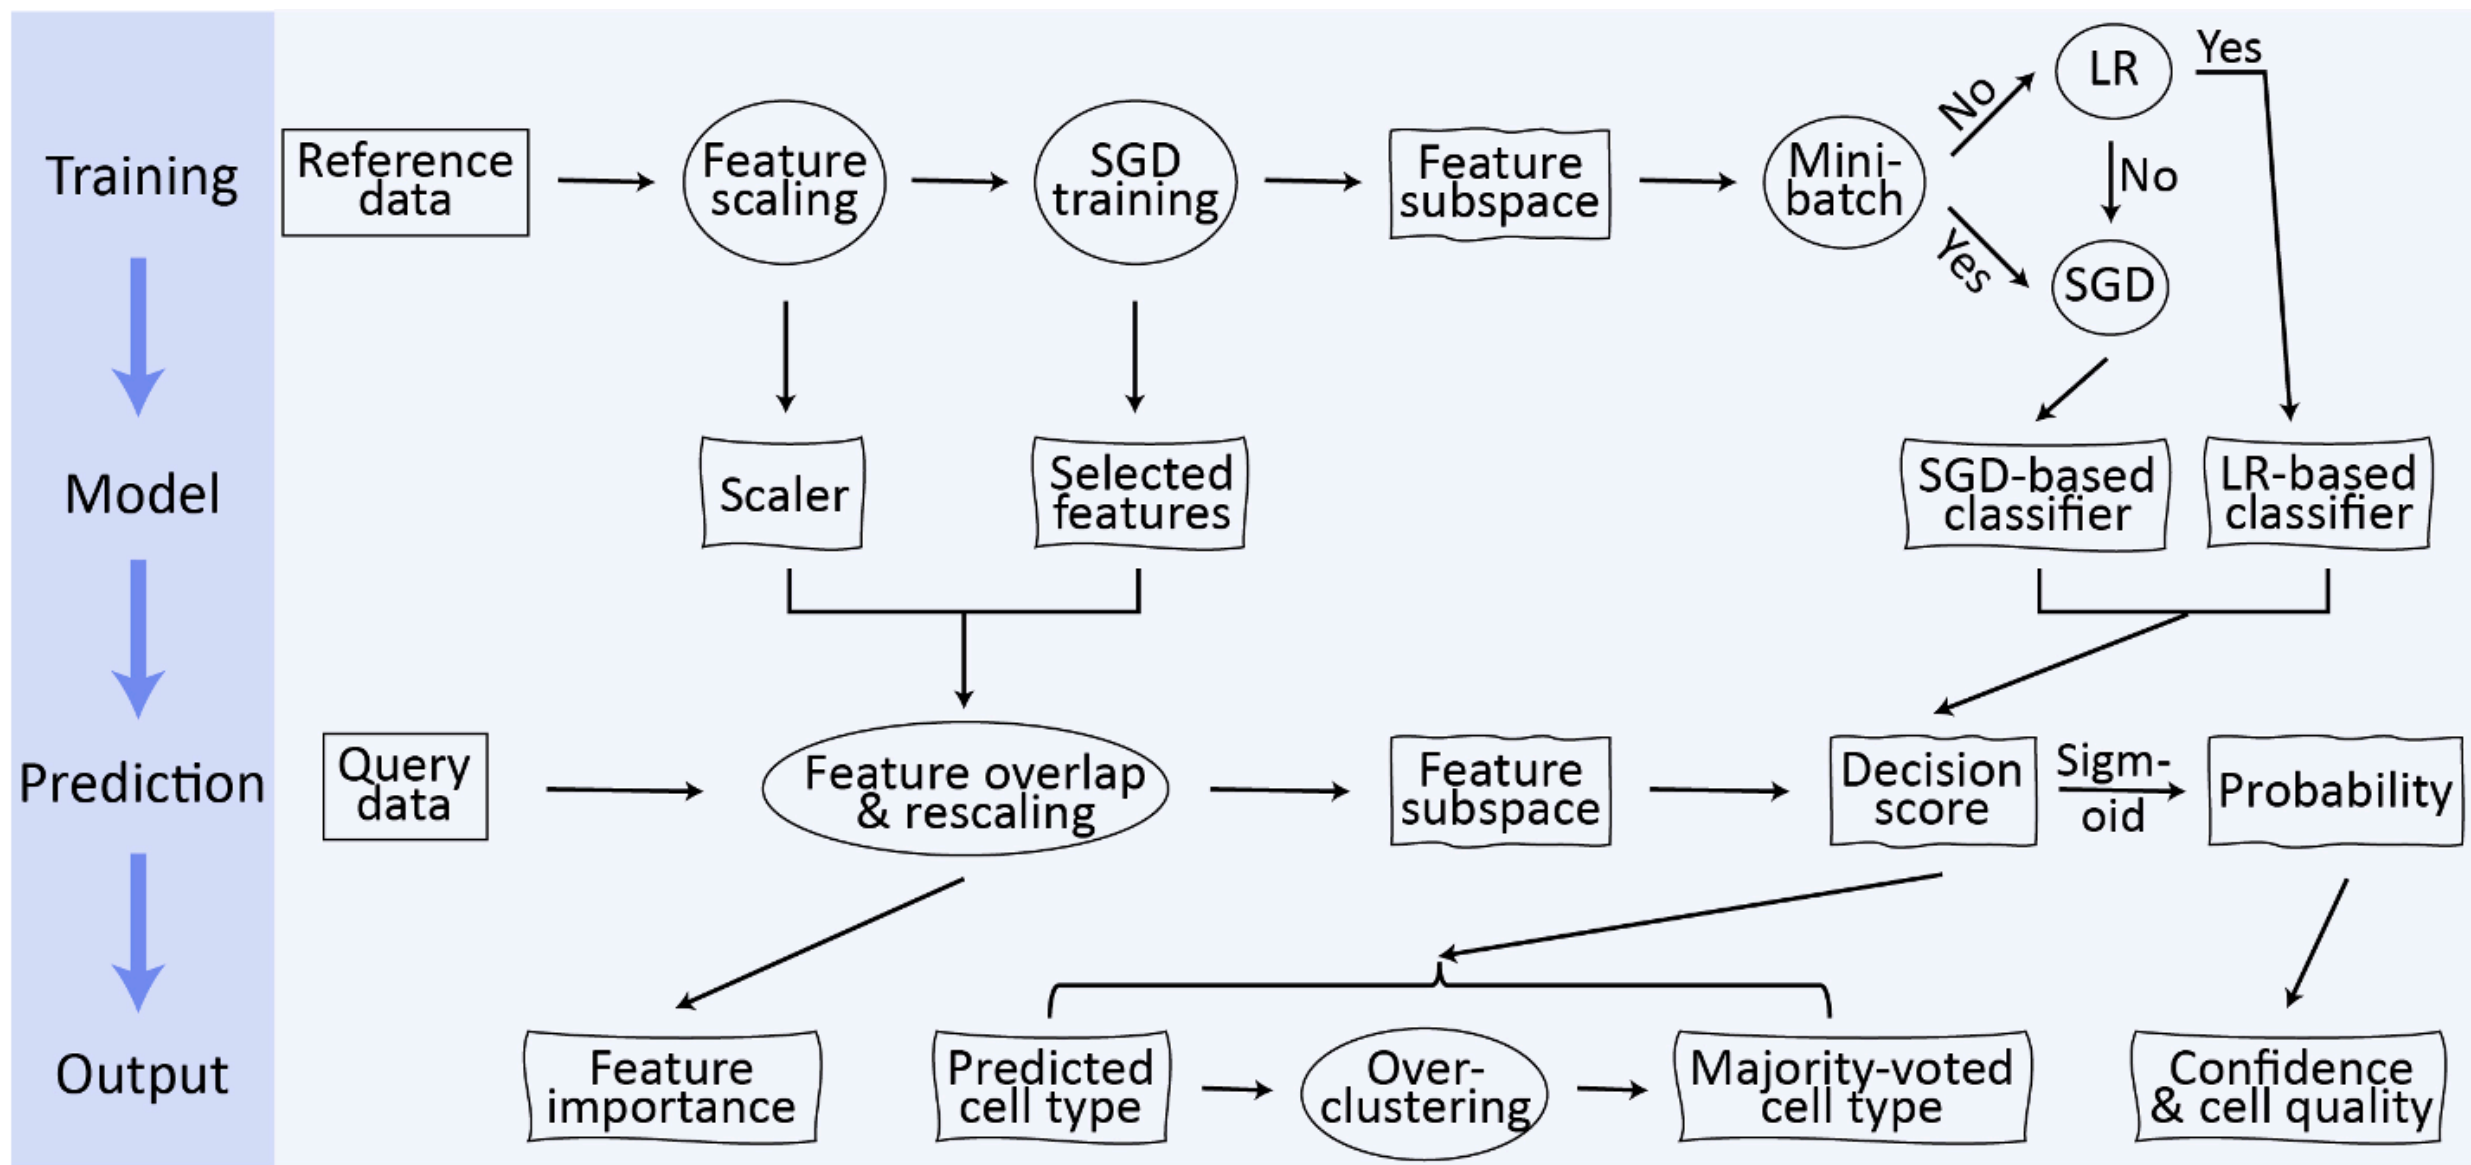 Training
Reference
data
Feature
scaling
SGD
training
Feature
subspace
Mini-
batch
No
Yes
LR
Yes
No
SGD
Model
Scaler
Selected
features
SGD-based
classifier
LR-based
classifier
Prediction
Query
data
Feature overlap
& rescaling
Feature
subspace
Decision
score
Sigm-
oid
Probability
Output
Feature
importance
Predicted
cell type
Over-
clustering
Majority-voted
cell type
Confidence
& cell quality